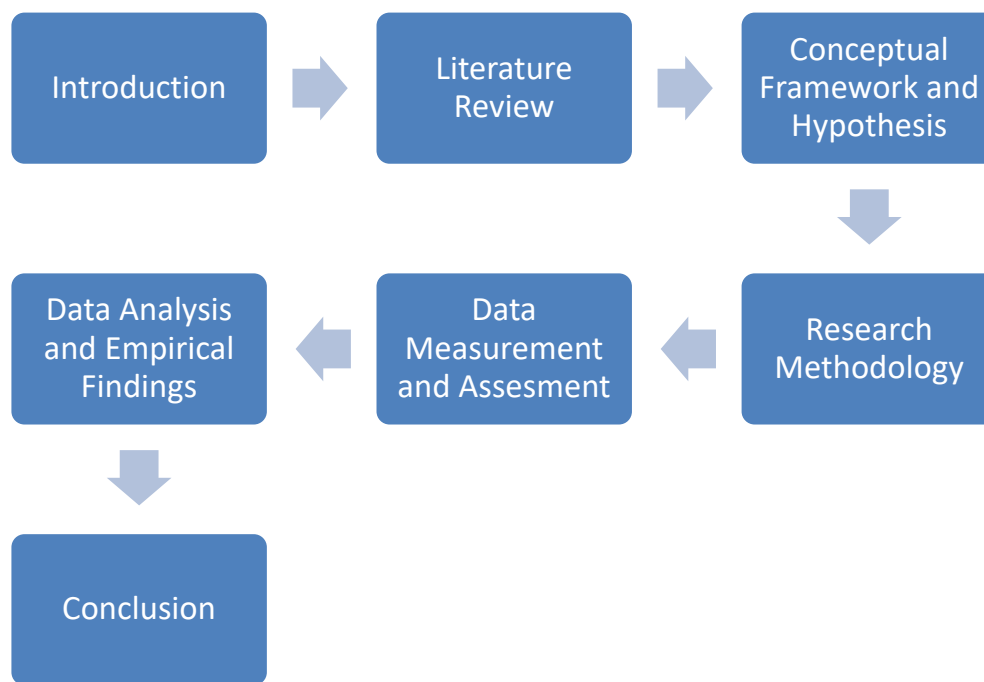 Introduction
Literature
Review
Conceptual
Framework and
Hypothesis
Research
Methodology
Data
Measurement
and Assesment
Data Analysis
and Empirical
Findings
Conclusion